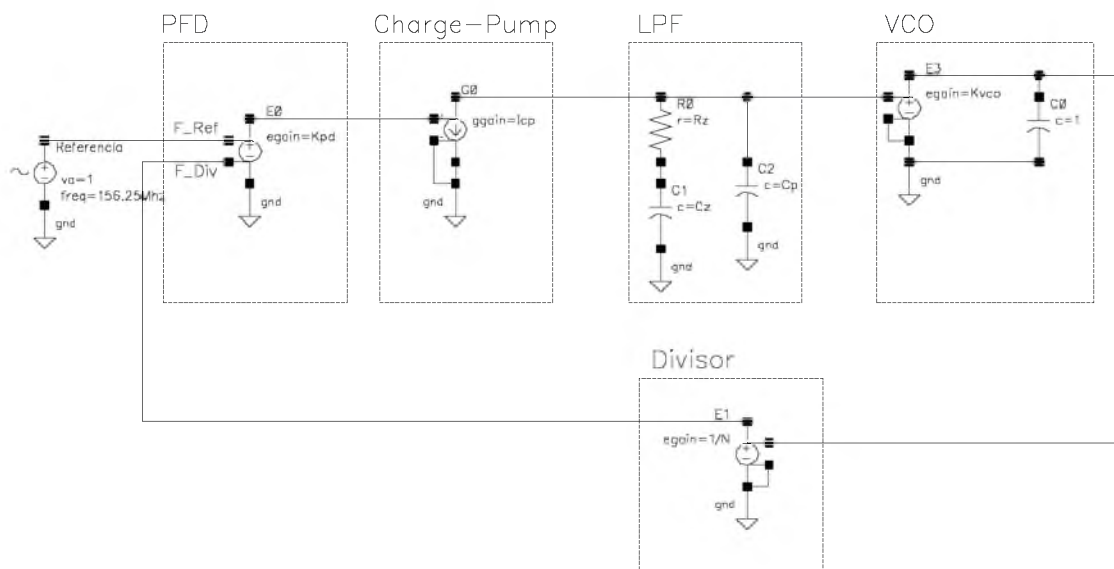 PFD
Charge-Pump
LPF
VCO
E0
egain=Kpd
F_Ref
Referencia
F_Div
va=1
freq=156.25Mhz
gnd
gnd
G0
ggain=Icp
gnd
R0
r=Rz
C1
c=Cz
gnd
C2
c=Cp
gnd
E3
egain=Kvco
gnd
C0
c=1
Divisor
E1
egain=1/N
gnd